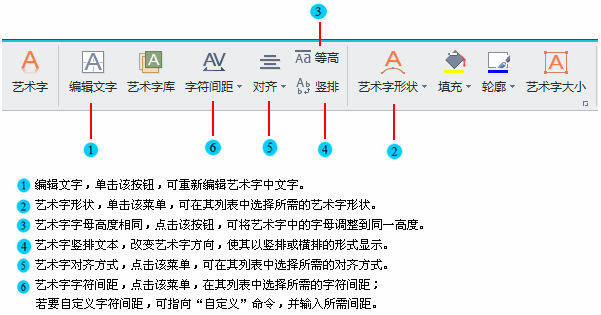 3
A A A AV Aa 等高 A A
Ab 竖排
艺术字 编辑文字 艺术字库 字符间距 对齐 艺术字形状 填充 轮廓 艺术字大小
1 6 5 4 2
1 编辑文字，单击该按钮，可重新编辑艺术字中文字。
2 艺术字形状，单击该菜单，可在其列表中选择所需的艺术字形状。
3 艺术字字母高度相同，点击该按钮，可将艺术字中的字母调整到同一高度。
4 艺术字竖排文本，改变艺术字方向，使其以竖排或横排的形式显示。
5 艺术字对齐方式，点击该菜单，可在其列表中选择所需的对齐方式。
6 艺术字字符间距，点击该菜单，在其列表中选择所需的字符间距；
若要自定义字符间距，可指向“自定义”命令，并输入所需间距。